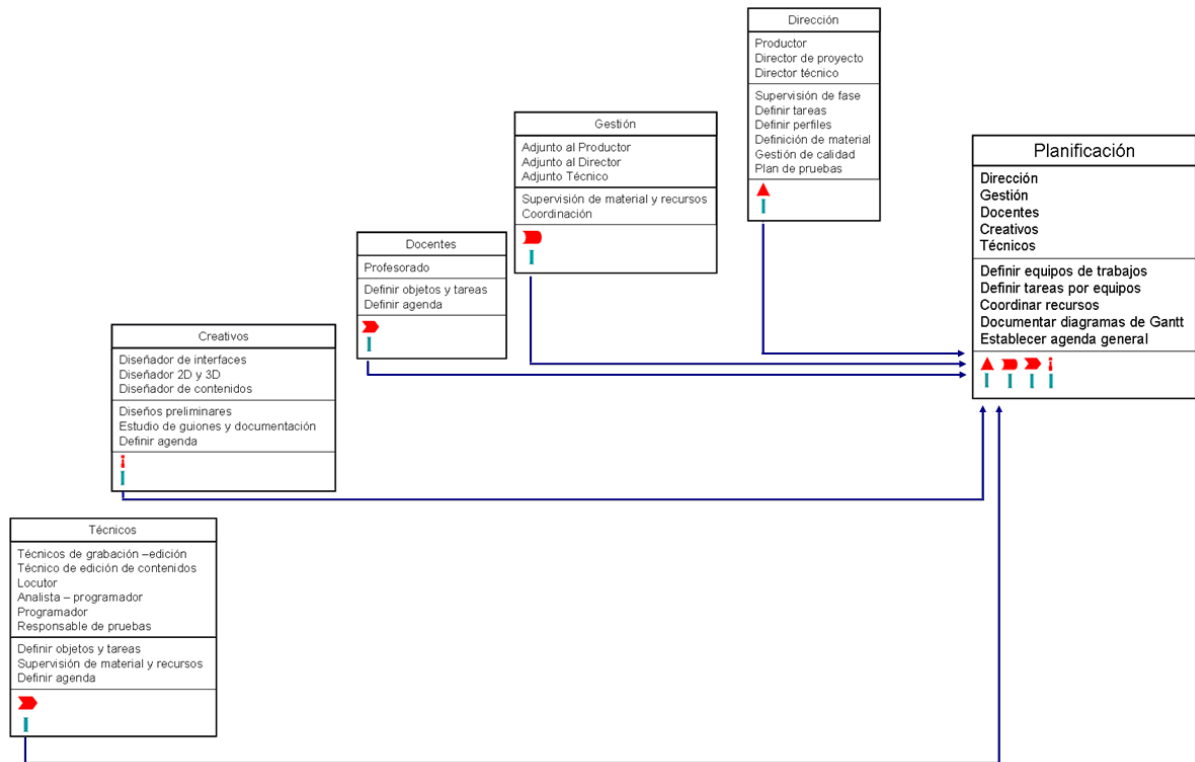 Dirección
Productor
Director de proyecto
Director técnico
Supervisión de fase
Definir tareas
Definir perfiles
Definición de material
Gestión de calidad
Plan de pruebas
Gestión
Adjunto al Productor
Adjunto al Director
Adjunto Técnico
Supervisión de material y recursos
Coordinación
Planificación
Dirección
Gestión
Docentes
Creativos
Técnicos
Definir equipos de trabajos
Definir tareas por equipos
Coordinar recursos
Documentar diagramas de Gantt
Establecer agenda general
Docentes
Profesorado
Definir objetos y tareas
Definir agenda
Creativos
Diseñador de interfaces
Diseñador 2D y 3D
Diseñador de contenidos
Diseños preliminares
Estudio de guiones y documentación
Definir agenda
Técnicos
Técnicos de grabación –edición
Técnico de edición de contenidos
Locutor
Analista – programador
Programador
Responsable de pruebas
Definir objetos y tareas
Supervisión de material y recursos
Definir agenda